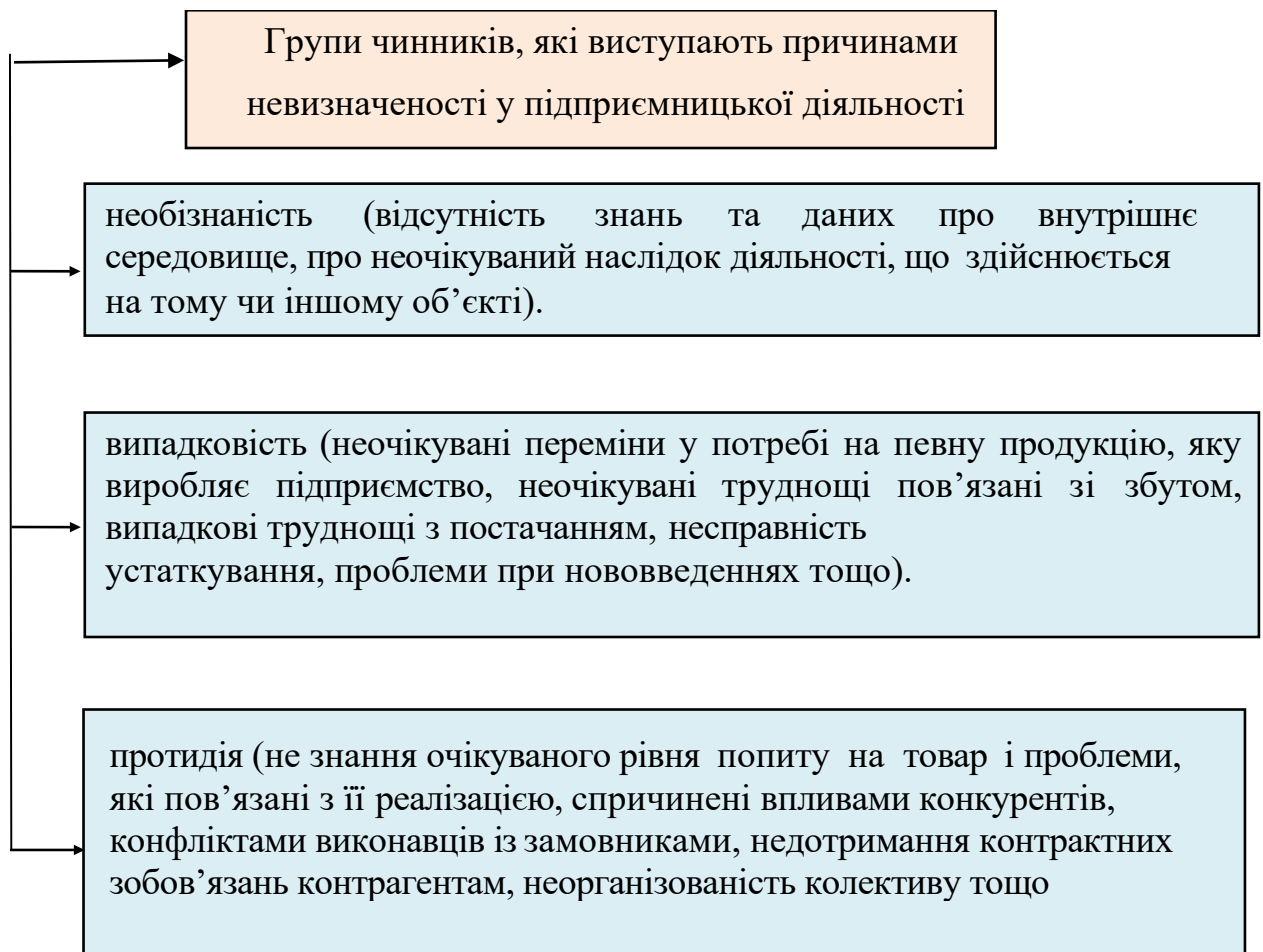 Групи чинників, які виступають причинами
невизначеності у підприємницької діяльності
необізнаність (відсутність знань та даних про внутрішнє
середовище, про неочікуваний наслідок діяльності, що здійснюється
на тому чи іншому об’єкті).
випадковість (неочікувані переміни у потребі на певну продукцію, яку
виробляє підприємство, неочікувані труднощі пов’язані зі збутом,
випадкові труднощі з постачанням, несправність
устаткування, проблеми при нововведеннях тощо).
протидія (не знання очікуваного рівня попиту на товар і проблеми,
які пов’язані з її реалізацією, спричинені впливами конкурентів,
конфліктами виконавців із замовниками, недотримання контрактних
зобов’язань контрагентам, неорганізованість колективу тощо